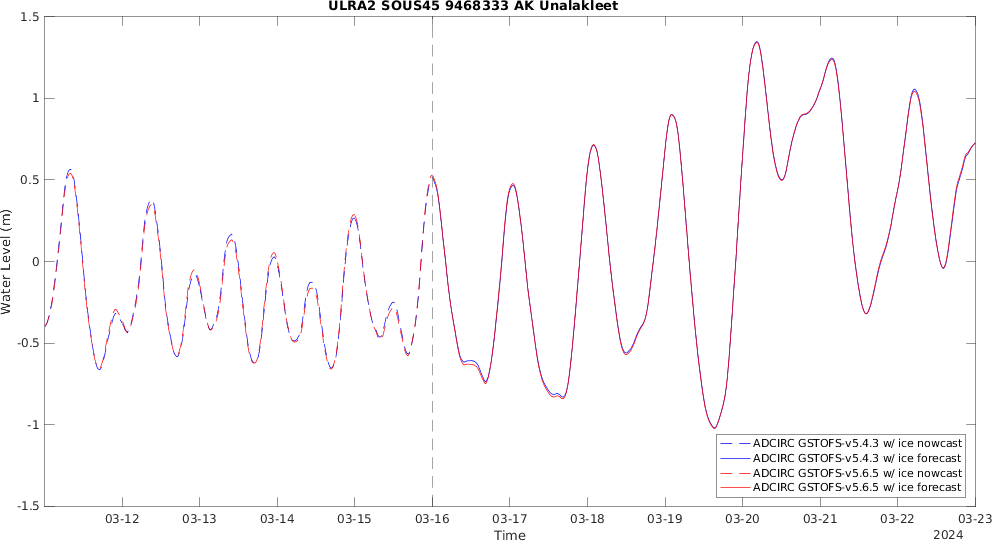 ULRA2 SOUS45 9468333 AK Unalakleet
1.5
1
0.5
0
-0.5
-1
-1.5
Water Level (m)
03-12 03-13 03-14 03-15 03-16 03-17 03-18 03-19 03-20 03-21 03-22 03-23
Time
2024
ADCIRC GSTOFS-v5.4.3 w/ ice nowcast
ADCIRC GSTOFS-v5.4.3 w/ ice forecast
ADCIRC GSTOFS-v5.6.5 w/ ice nowcast
ADCIRC GSTOFS-v5.6.5 w/ ice forecast